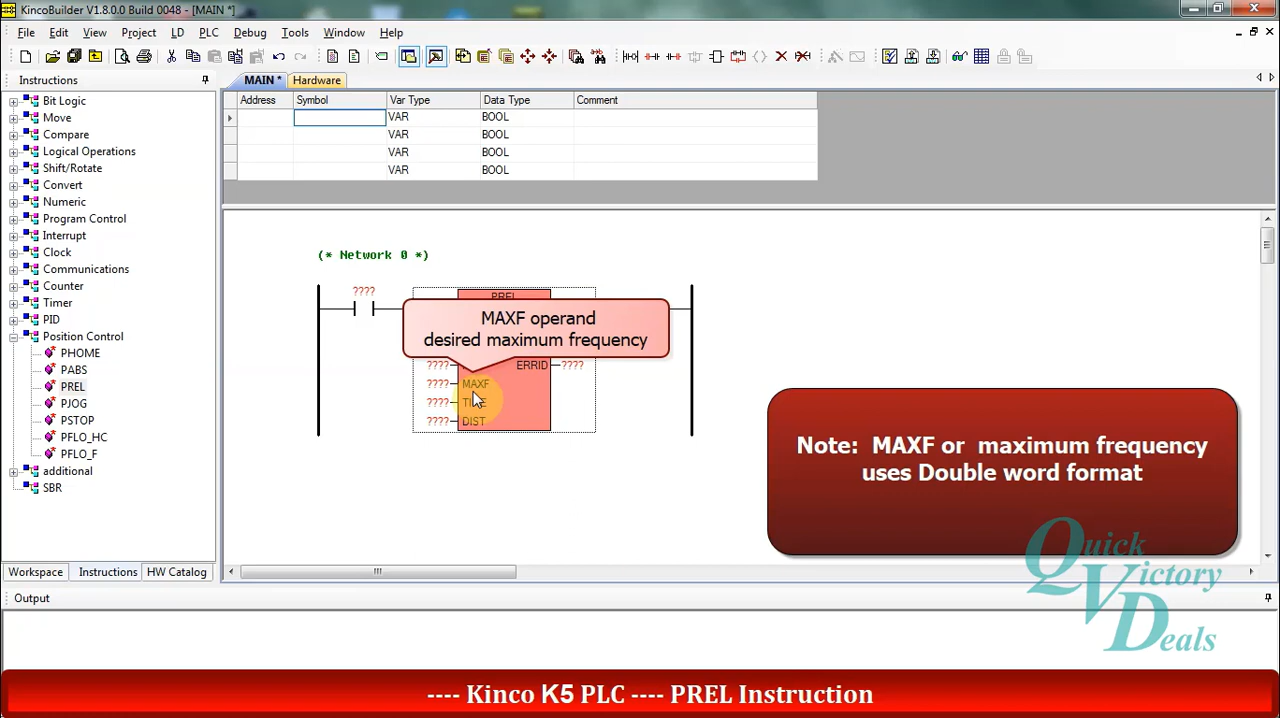 KincoBuilder V1.8.0.0 Build 0048 - [MAIN *]
File Edit View Project LD PLC Debug Tools Window Help
Instructions
MAIN * Hardware
Address Symbol Var Type Data Type Comment
VAR BOOL
VAR BOOL
VAR BOOL
VAR BOOL
Bit Logic
Move
Compare
Logical Operations
Shift/Rotate
Convert
Numeric
Program Control
Interrupt
Clock
Communications
Counter
Timer
PID
Position Control
PHOME
PABS
PREL
PJOG
PSTOP
PFLO_HC
PFLO_F
additional
SBR
Workspace Instructions HW Catalog
(* Network 0 *)
????
PREL
MAXF operand
desired maximum frequency
???? ERRID ????
???? MAXF
????
???? DIST
Note: MAXF or maximum frequency
uses Double word format
Quick
Victory
Deals
Output
---- Kinco K5 PLC ---- PREL Instruction